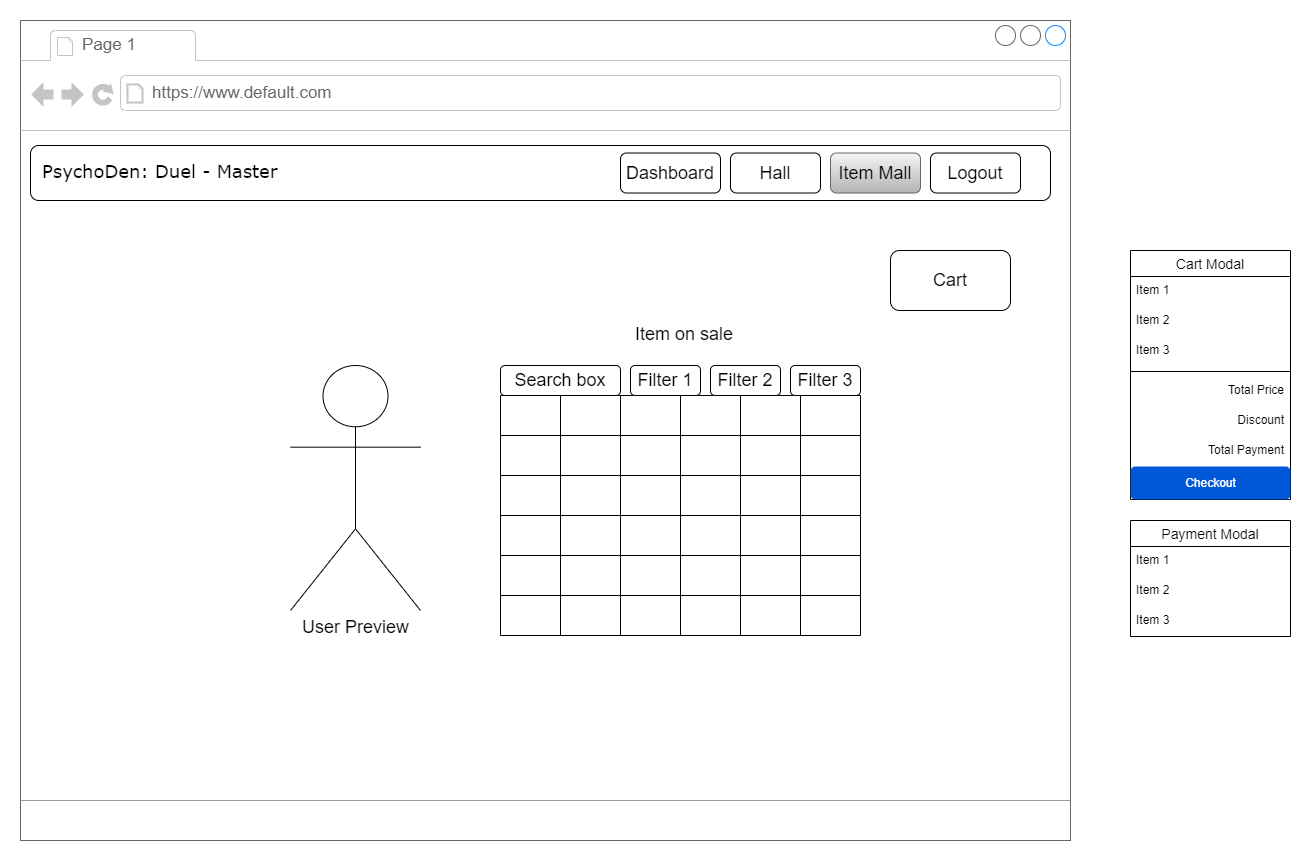 Page 1
https://www.default.com
PsychoDen: Duel - Master
Dashboard
Hall
Item Mall
Logout
Cart
Item on sale
Search box
Filter 1
Filter 2
Filter 3
User Preview
Cart Modal
Item 1
Item 2
Item 3
Total Price
Discount
Total Payment
Checkout
Payment Modal
Item 1
Item 2
Item 3